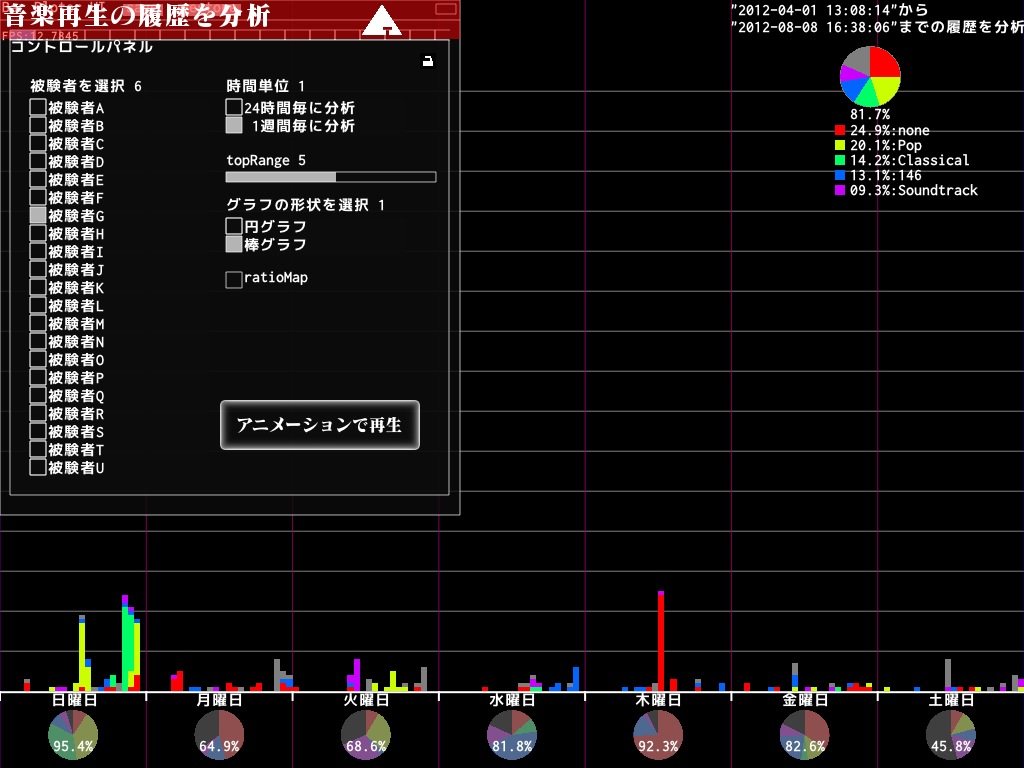 音楽再生の履歴を分析
FPS:12.7845
コントロールパネル
被験者を選択 6
被験者A
被験者B
被験者C
被験者D
被験者E
被験者F
被験者G
被験者H
被験者I
被験者J
被験者K
被験者L
被験者M
被験者N
被験者O
被験者P
被験者Q
被験者R
被験者S
被験者T
被験者U
時間単位 1
24時間毎に分析
1週間毎に分析
topRange 5
グラフの形状を選択 1
円グラフ
棒グラフ
ratioMap
アニメーションで再生
"2012-04-01 13:08:14"から
"2012-08-08 16:38:06"までの履歴を分析
81.7%
24.9%:none
20.1%:Pop
14.2%:Classical
13.1%:146
09.3%:Soundtrack
日曜日 月曜日 火曜日 水曜日 木曜日 金曜日 土曜日
95.4% 64.9% 68.6% 81.8% 92.3% 82.6% 45.8%